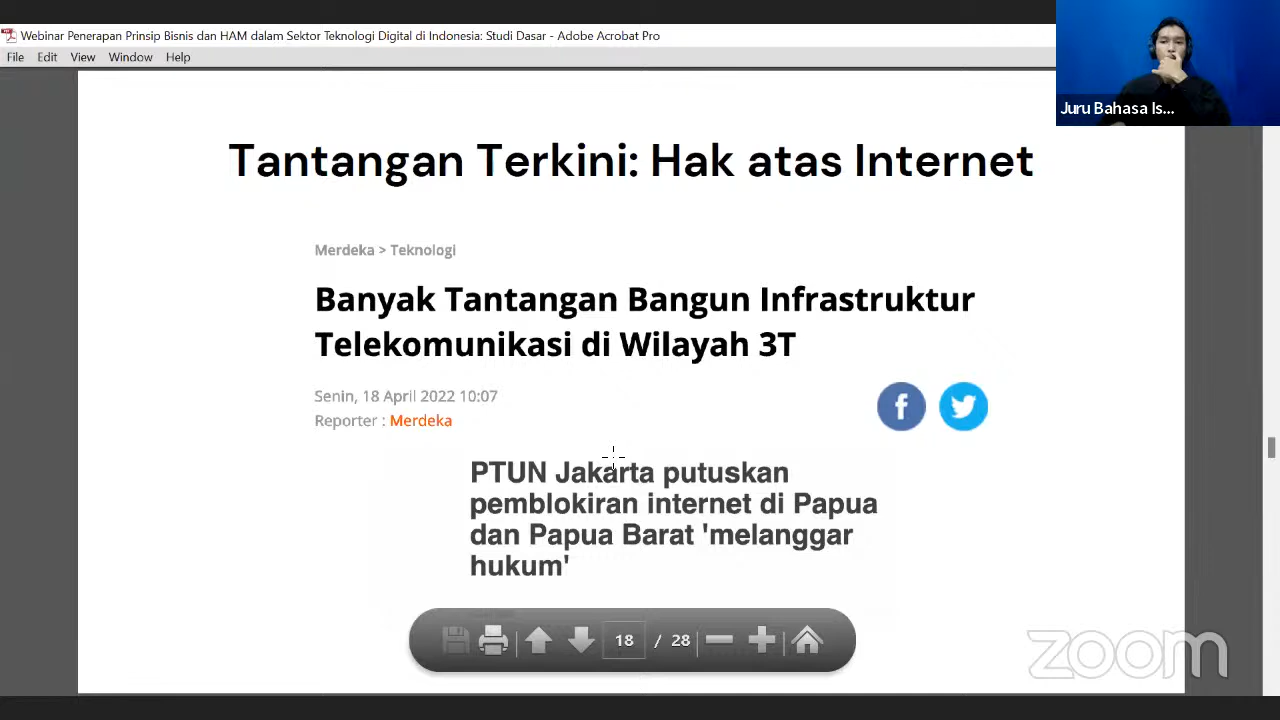 Webinar Penerapan Prinsip Bisnis dan HAM dalam Sektor Teknologi Digital di Indonesia: Studi Dasar - Adobe Acrobat Pro
File Edit View Window Help
Juru Bahasa Is...
Tantangan Terkini: Hak atas Internet
Merdeka > Teknologi
Banyak Tantangan Bangun Infrastruktur
Telekomunikasi di Wilayah 3T
Senin, 18 April 2022 10:07
Reporter : Merdeka
PTUN Jakarta putuskan
pemblokiran internet di Papua
dan Papua Barat 'melanggar
hukum'
18 / 28
zoom